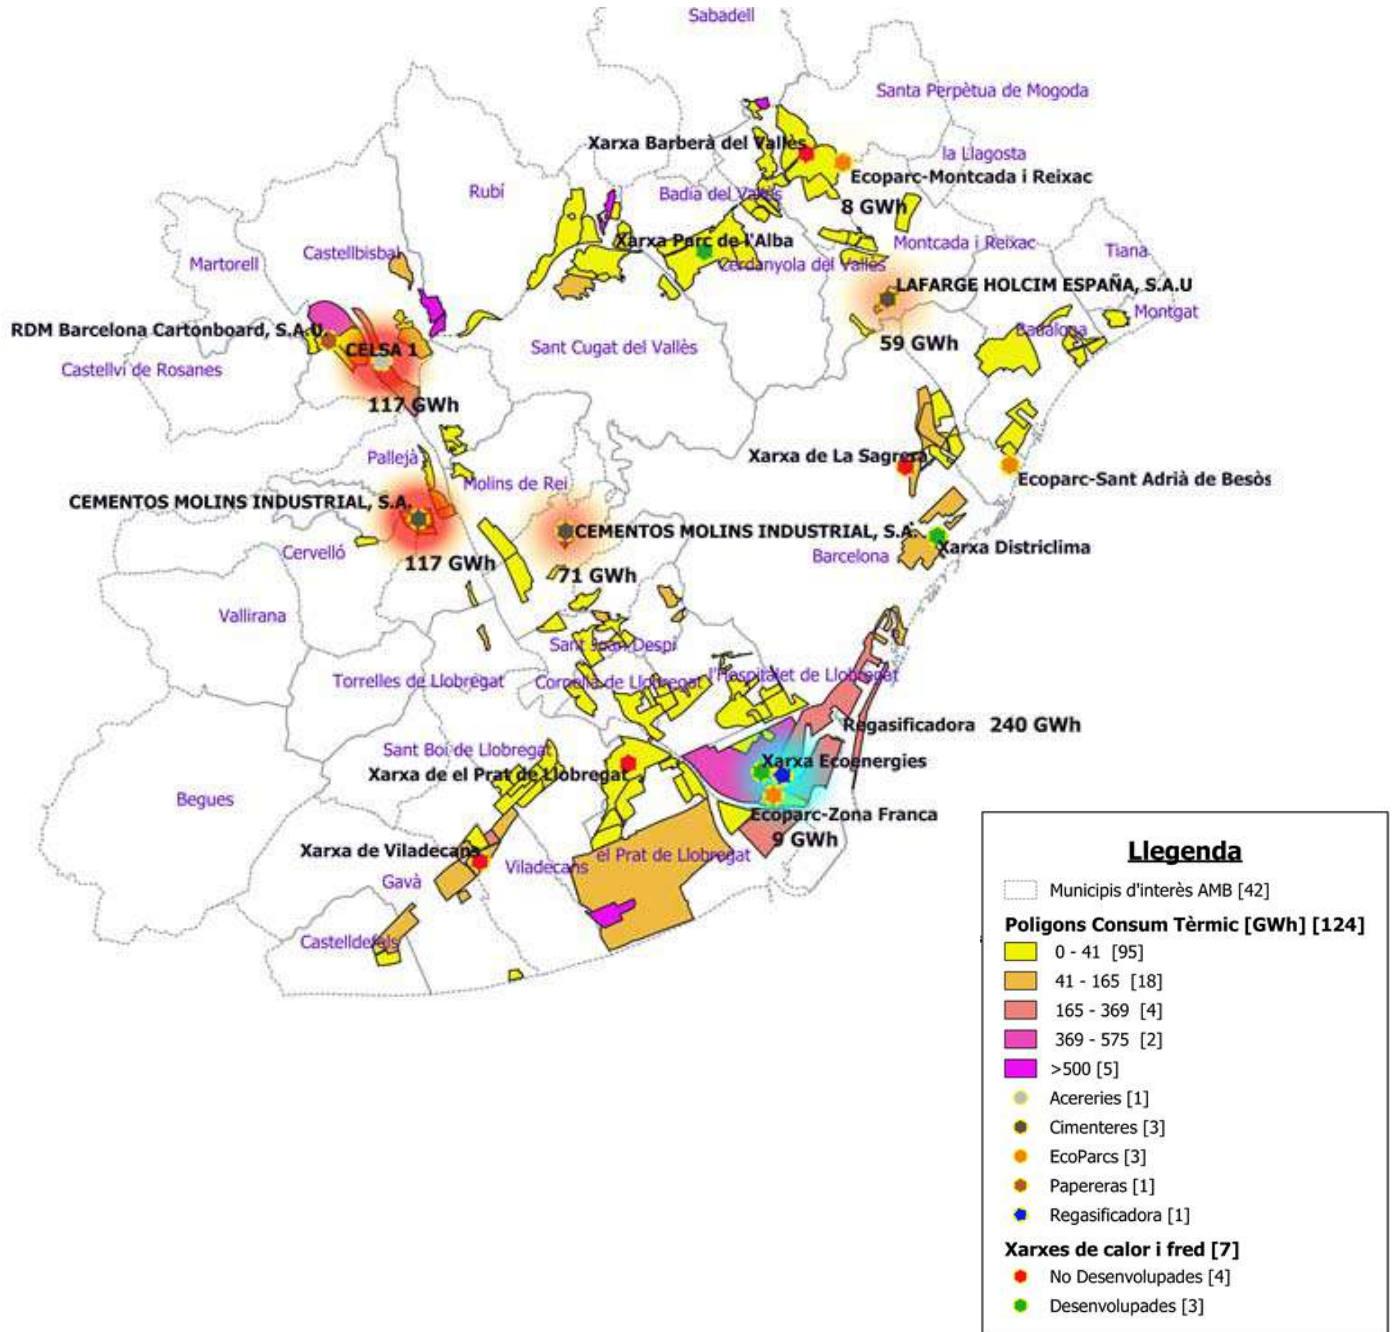 Sabadell
Santa Perpètua de Mogoda
Xarxa Barberà del Vallès
la Llagosta
Ecoparc-Montcada i Reixac
Rubí
Badia del Vallès
8 GWh
Xarxa Parc de l'Alba
Montcada i Reixac
Tiana
Castellbisbal
Martorell
Cerdanyola del Vallès
LAFARGE HOLCIM ESPAÑA, S.A.U
Montgat
RDM Barcelona Cartonboard, S.A.U.
Badalona
CELSA 1
Sant Cugat del Vallès
59 GWh
Castellví de Rosanes
117 GWh
Pallejà
Xarxa de La Sagrera
Molins de Rei
Ecoparc-Sant Adrià de Besòs
CEMENTOS MOLINS INDUSTRIAL, S.A.
CEMENTOS MOLINS INDUSTRIAL, S.A.
Cervelló
Barcelona
Xarxa Districlima
117 GWh
71 GWh
Vallirana
Sant Joan Despí
Torrelles de Llobregat
Cornellà de Llobregat
l'Hospitalet de Llobregat
Regasificadora 240 GWh
Sant Boi de Llobregat
Xarxa Ecoenergies
Xarxa de el Prat de Llobregat
Begues
Ecoparc-Zona Franca
9 GWh
Xarxa de Viladecans
el Prat de Llobregat
Viladecans
Gavà
Castelldefels
Llegenda
Municipis d'interès AMB [42]
Poligons Consum Tèrmic [GWh] [124]
0 - 41 [95]
41 - 165 [18]
165 - 369 [4]
369 - 575 [2]
>500 [5]
Acereries [1]
Cimenteres [3]
EcoParcs [3]
Papereras [1]
Regasificadora [1]
Xarxes de calor i fred [7]
No Desenvolupades [4]
Desenvolupades [3]